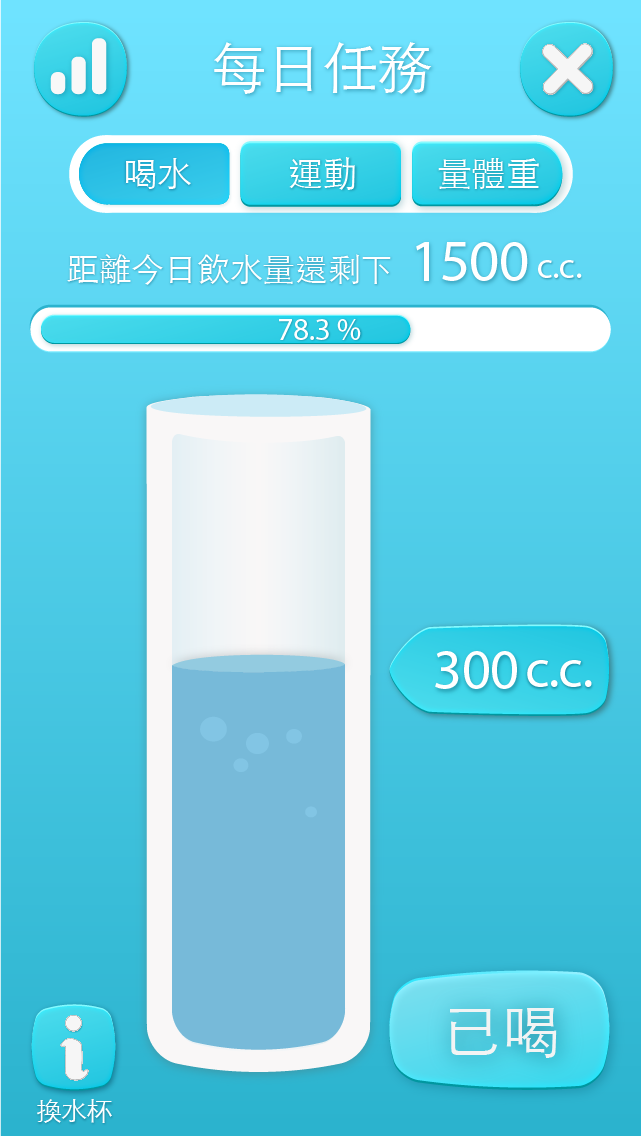 每日任務
喝水 運動 量體重
距離今日飲水量還剩下 1500 c.c.
78.3 %
300 c.c.
已喝
i
換水杯